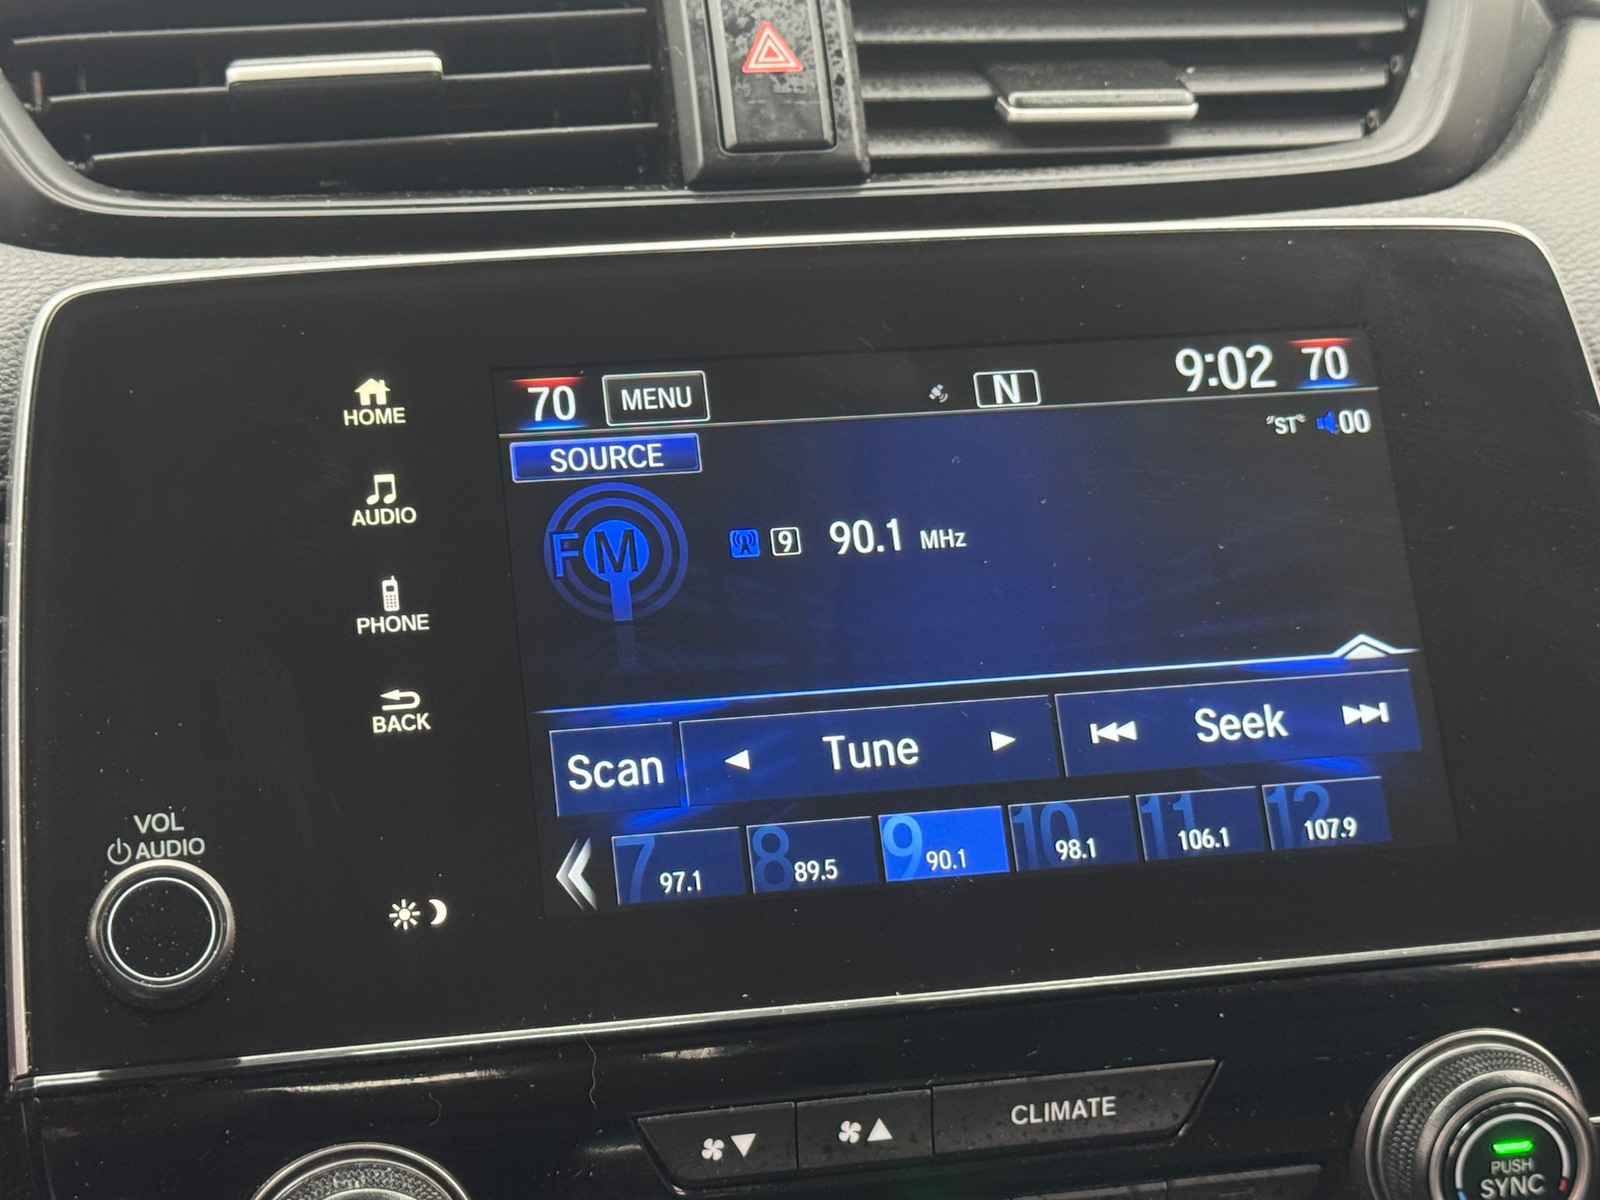 70 MENU N 9:02 70
"ST" 00
SOURCE
FM 9 90.1 MHz
HOME
AUDIO
PHONE
BACK
Scan Tune Seek
7 97.1 8 89.5 9 90.1 10 98.1 11 106.1 12 107.9
VOL
AUDIO
CLIMATE
PUSH
SYNC